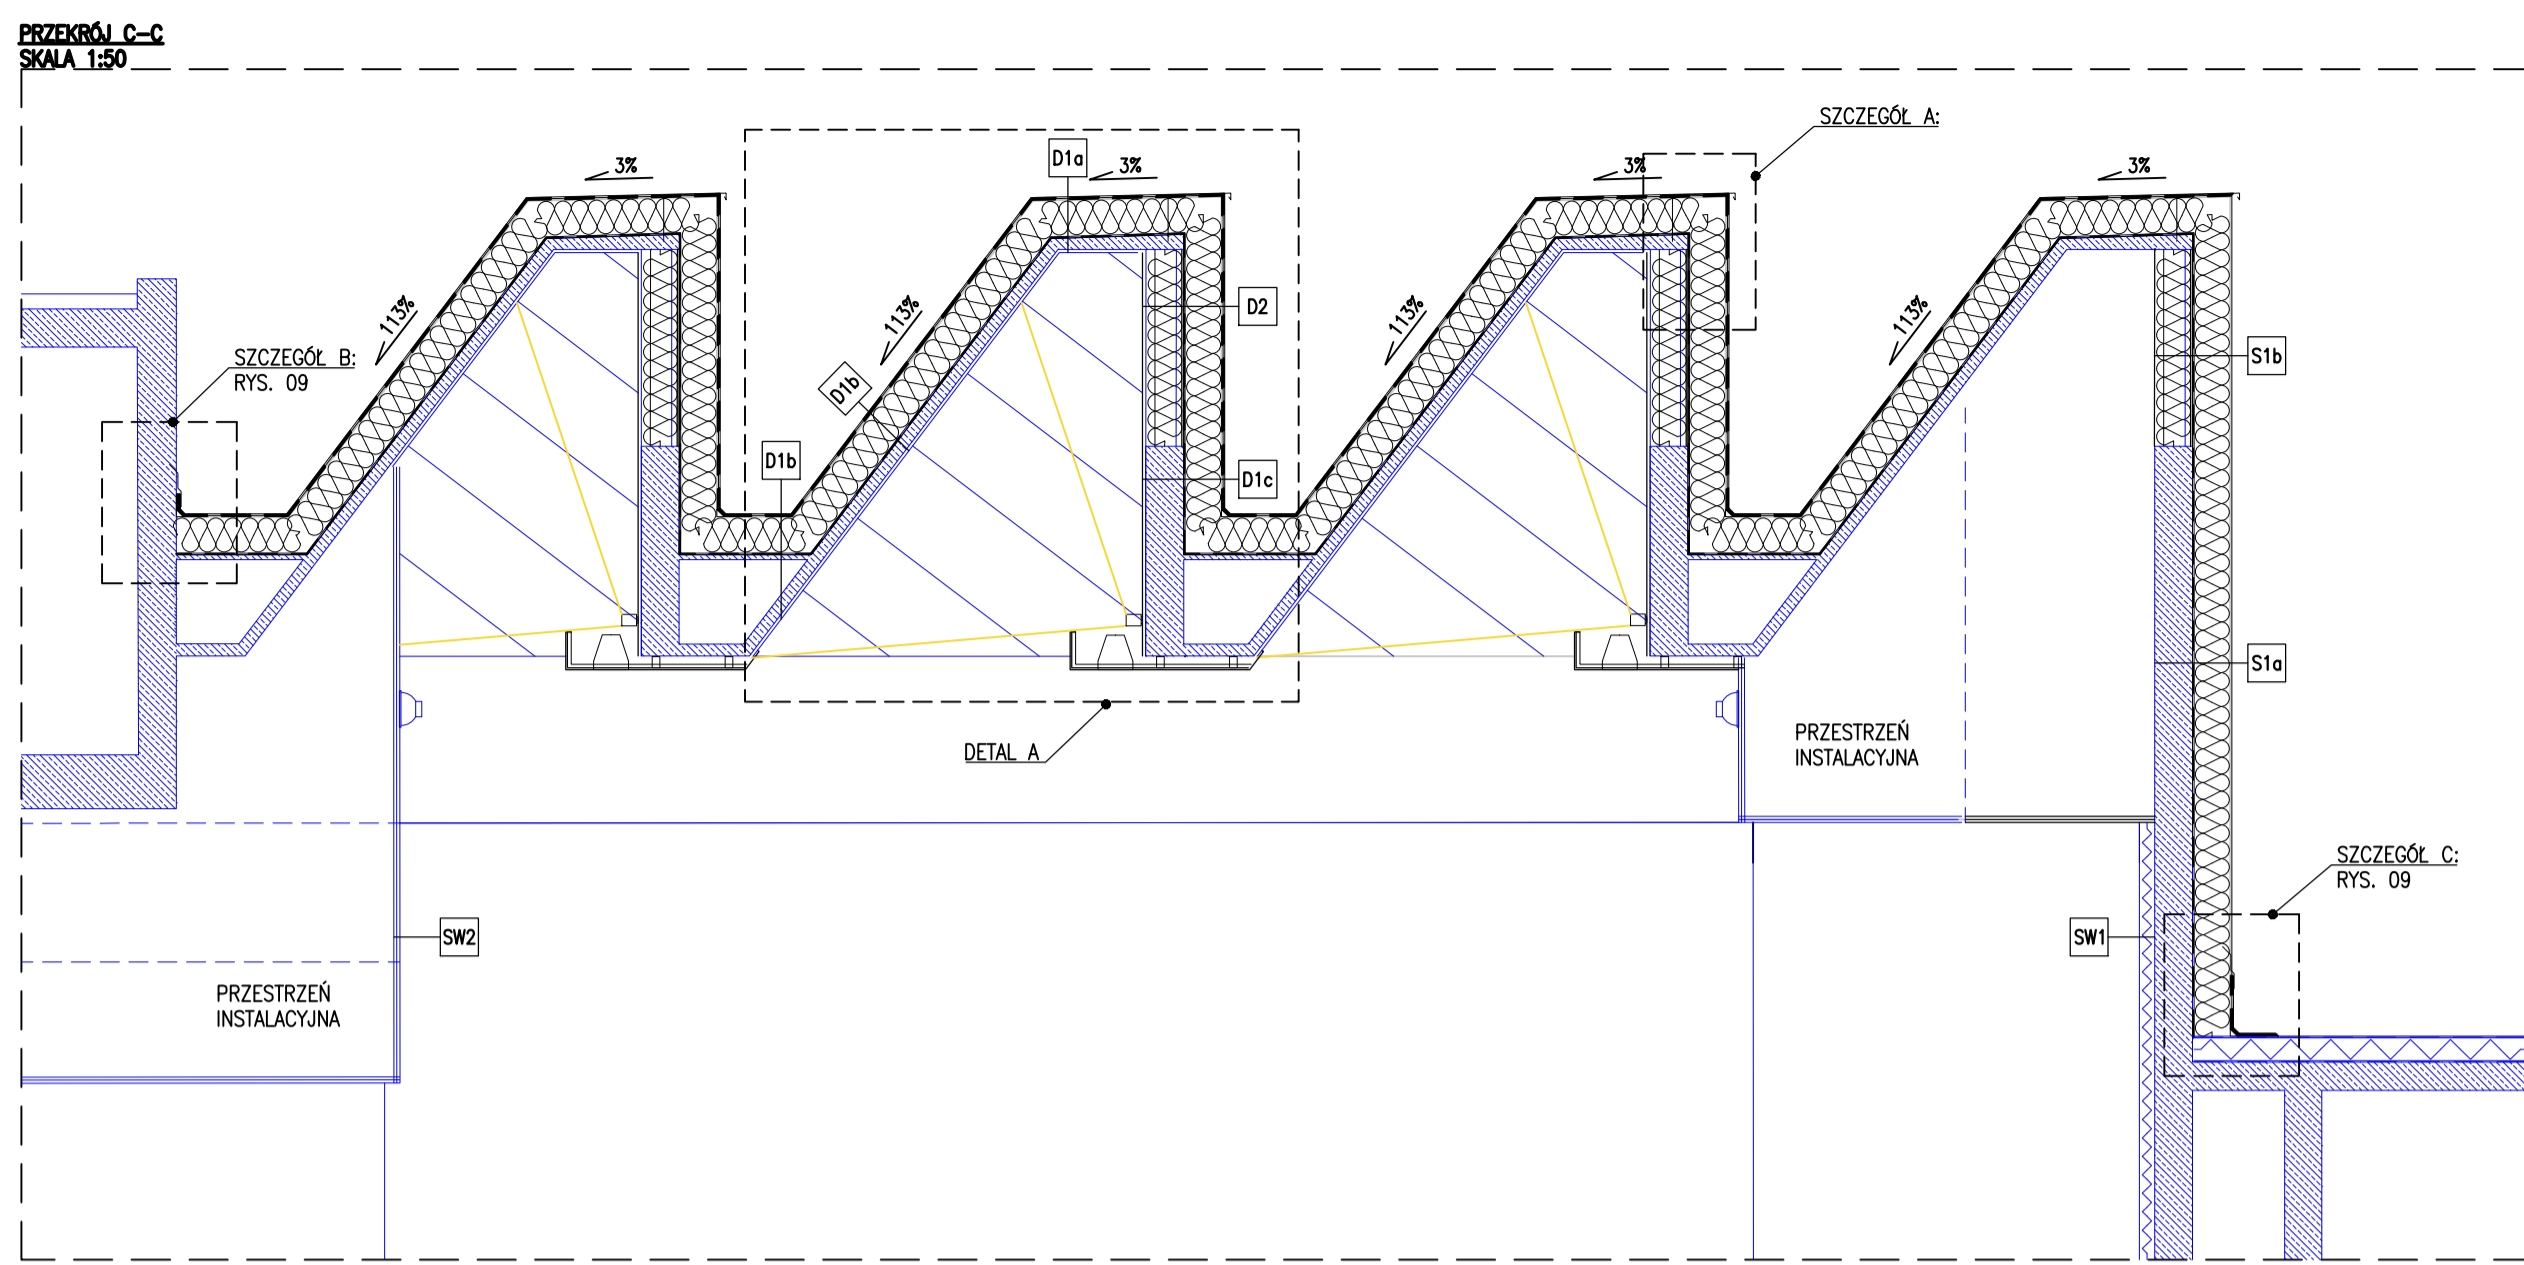 PRZEKRÓJ C-C
SKALA 1:50
SZCZEGÓŁ A:
D1a
3%
3%
3%
3%
113%
113%
113%
113%
D2
SZCZEGÓŁ B:
RYS. 09
S1b
D1b
D1b
D1c
S1a
PRZESTRZEŃ
INSTALACYJNA
DETAL A
SZCZEGÓŁ C:
RYS. 09
SW2
SW1
PRZESTRZEŃ
INSTALACYJNA